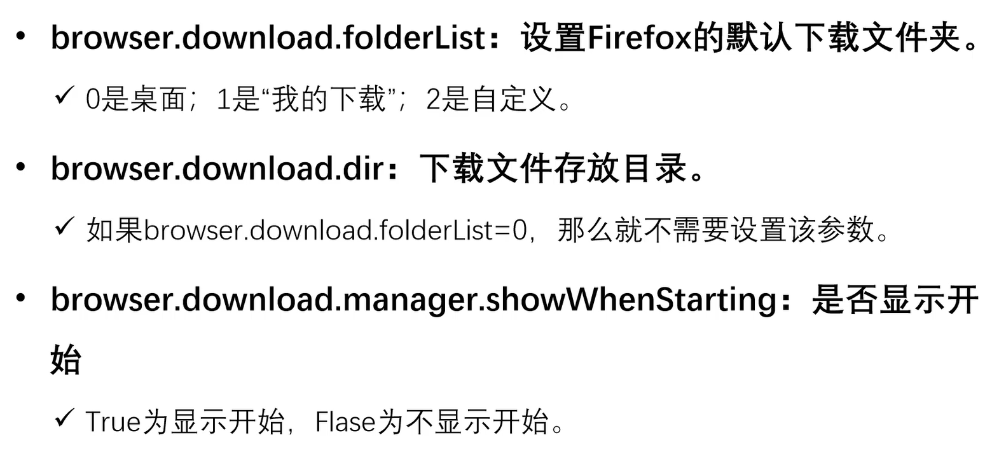 • browser.download.folderList：设置Firefox的默认下载文件夹。
✓ 0是桌面；1是“我的下载”；2是自定义。
• browser.download.dir：下载文件存放目录。
✓ 如果browser.download.folderList=0，那么就不需要设置该参数。
• browser.download.manager.showWhenStarting：是否显示开
始
✓ True为显示开始，Flase为不显示开始。